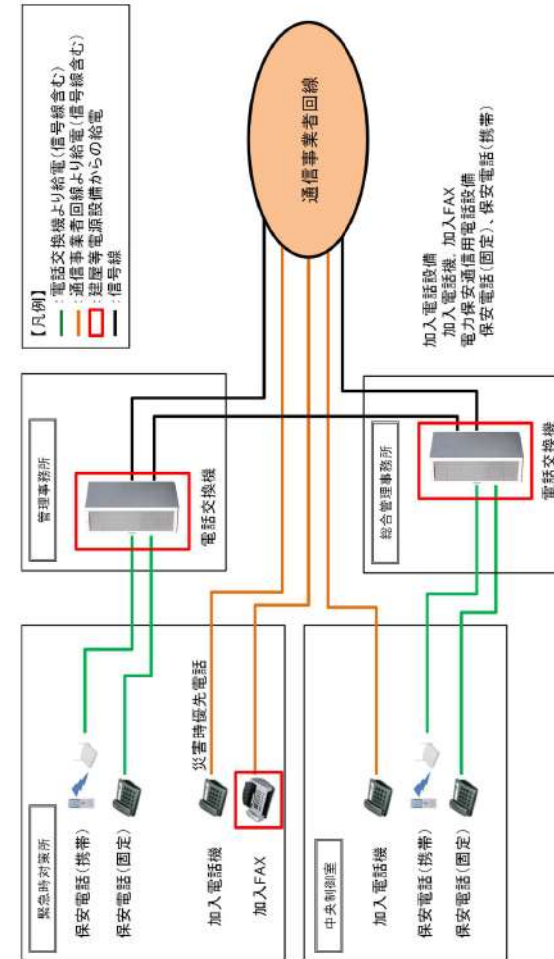 【凡例】
：電話交換機より給電（信号線含む）
：通信事業者回線より給電（信号線含む）
：建屋等電源設備からの給電
：信号線
緊急時対策所
保安電話（携帯）
保安電話（固定）
災害時優先電話
加入電話機
加入FAX
管理事務所
電話交換機
通信事業者回線
中央制御室
加入電話機
保安電話（携帯）
保安電話（固定）
総合管理事務所
電話交換機
加入電話設備
加入電話機、加入FAX
電力保安通信用電話設備
保安電話（固定）、保安電話（携帯）